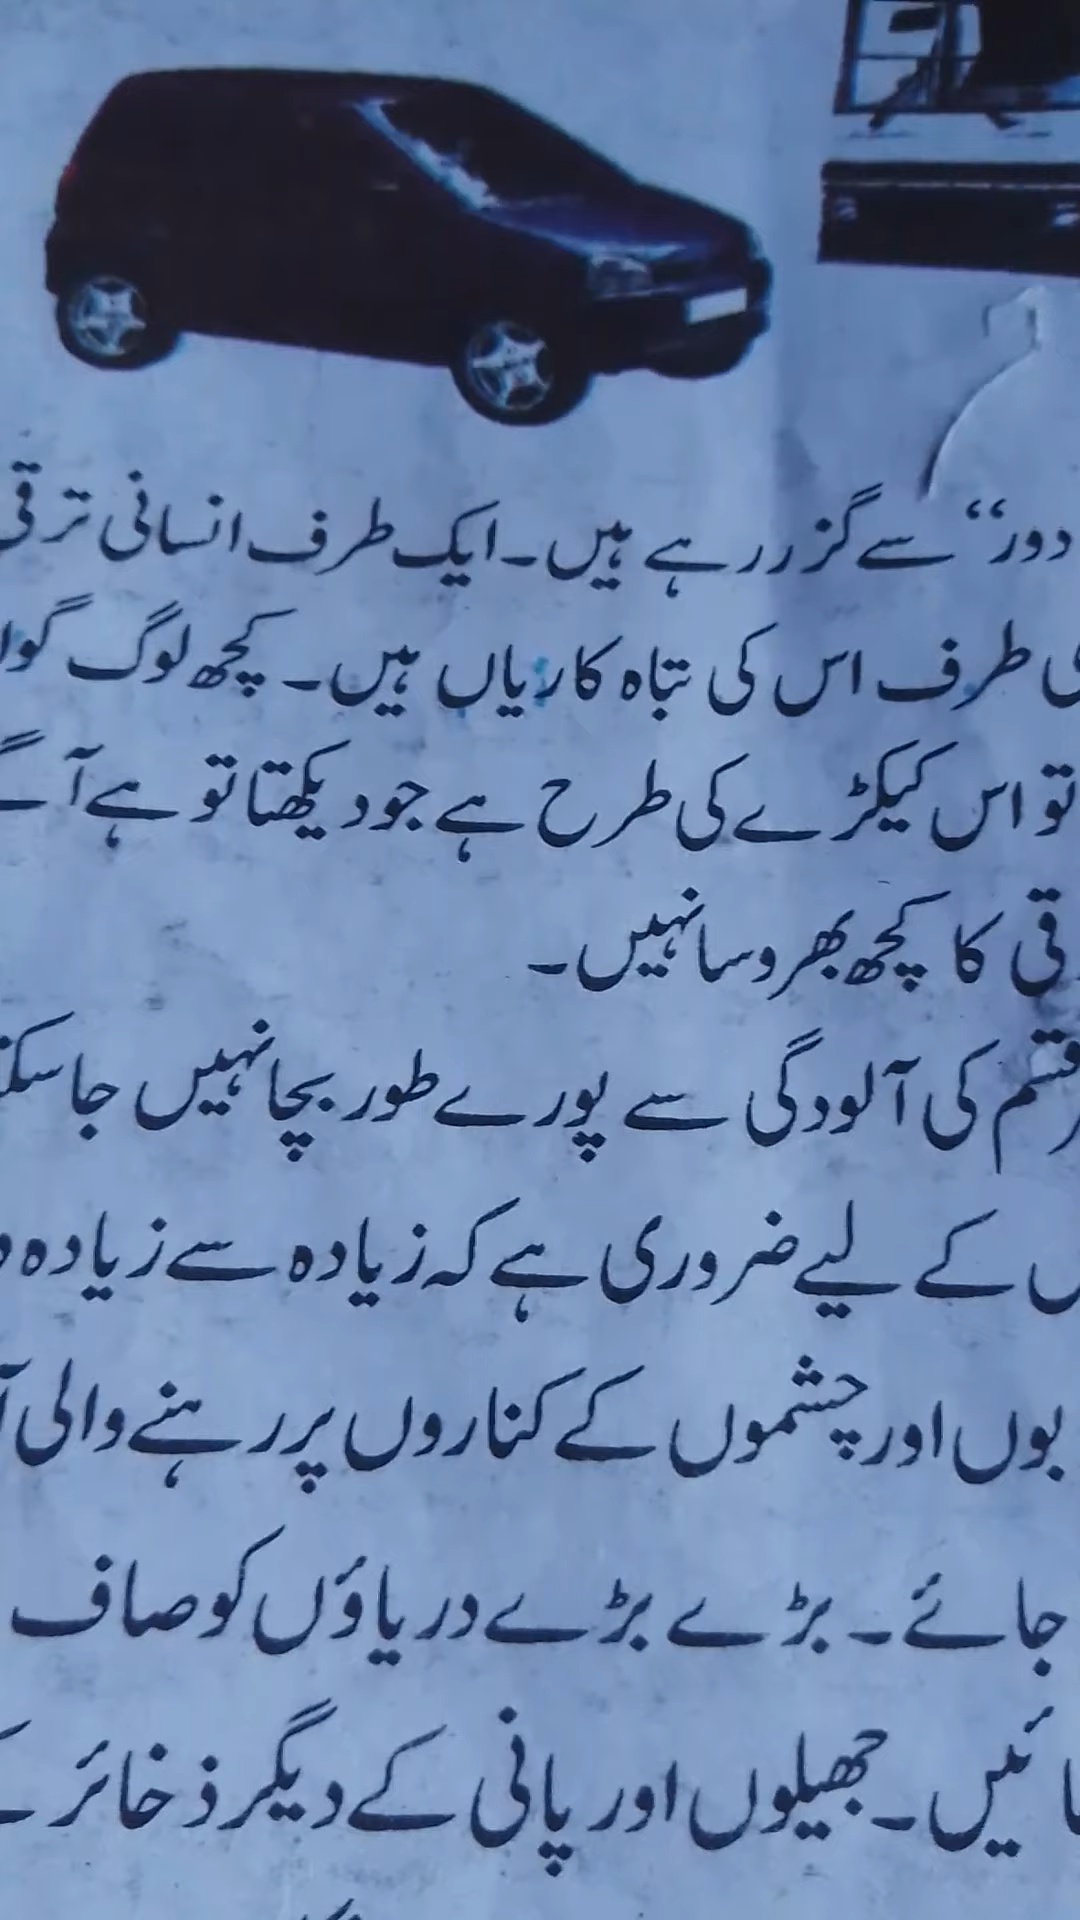 دور“ سے گزر رہے ہیں۔ ایک طرف انسانی ترقی
طرف اس کی تباہ کاریاں ہیں۔ کچھ لوگ
تو اس کیکڑے کی طرح ہے جو دیکھتا تو ہے
کا کچھ بھروسا نہیں۔
قسم کی آلودگی سے پورے طور بچا نہیں جا
کے لیے ضروری ہے کہ زیادہ سے زیادہ
بوں اور چشموں کے کناروں پر رہنے والی
جائے۔ بڑے بڑے دریاؤں کو صاف
ئیں۔ جھیلوں اور پانی کے دیگر ذخائر